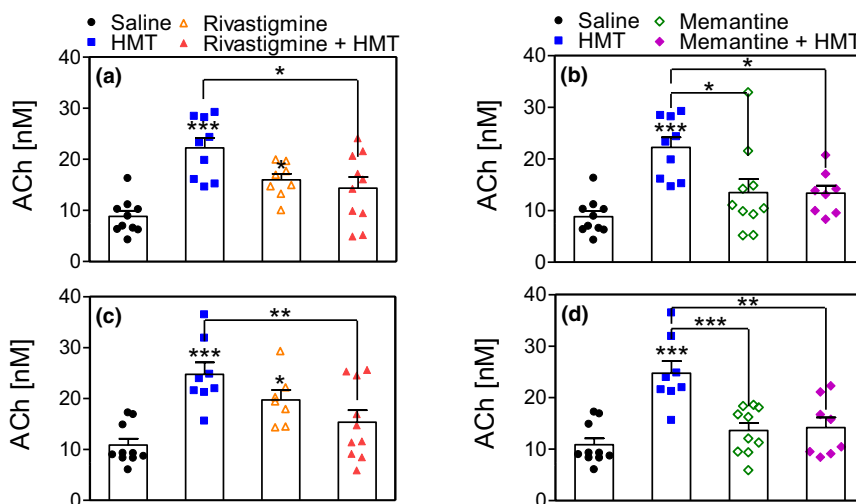 Saline Rivastigmine
HMT Rivastigmine + HMT
Saline Memantine
HMT Memantine + HMT
(a)
ACh [nM]
40
30
20
10
0
*
***
*
(b)
ACh [nM]
40
30
20
10
0
*
*
***
(c)
ACh [nM]
40
30
20
10
0
**
***
*
(d)
ACh [nM]
40
30
20
10
0
**
***
***